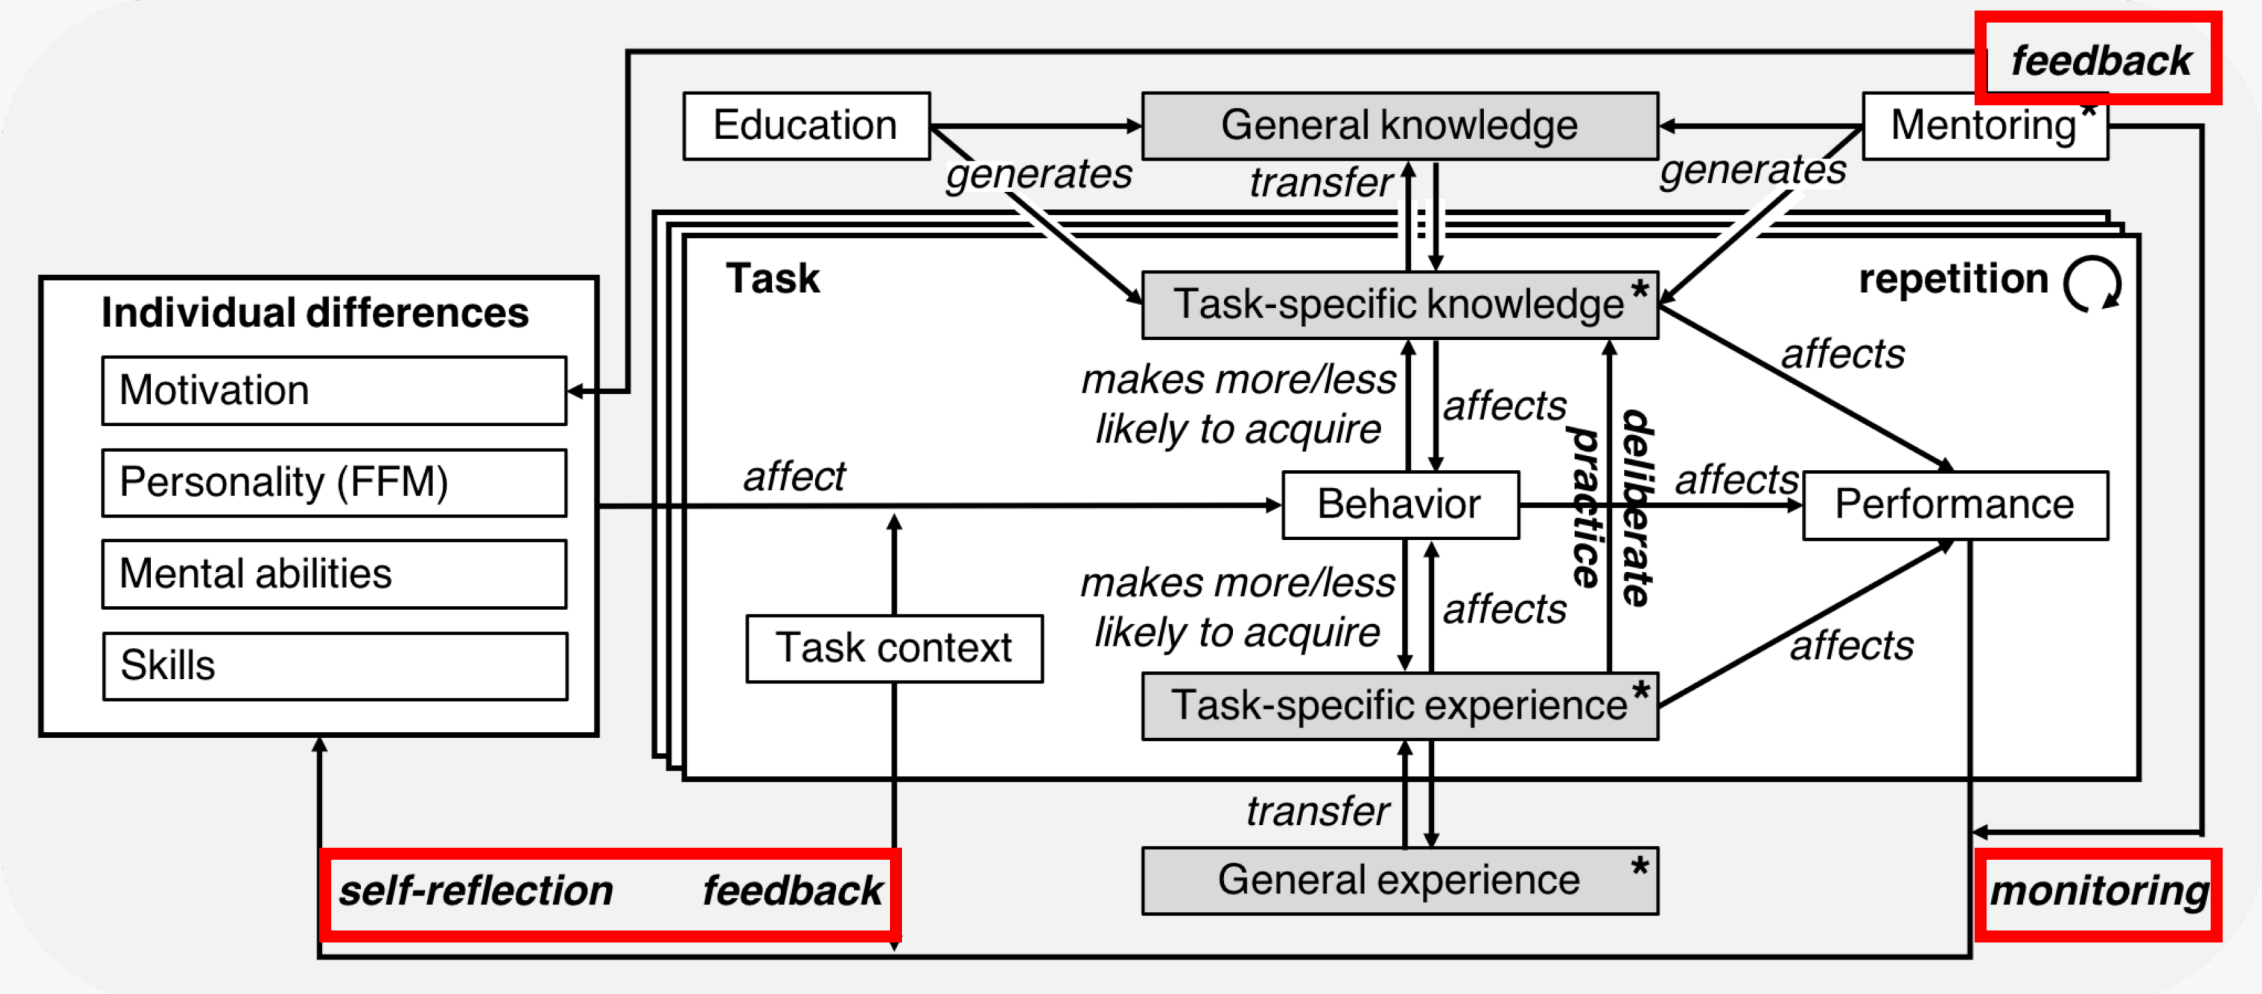 feedback
Education
General knowledge
Mentoring*
generates
transfer
generates
Task
repetition
Individual differences
Task-specific knowledge*
Motivation
makes more/less
likely to acquire
affects
affects
deliberate
practice
Personality (FFM)
affect
Behavior
affects
Performance
Mental abilities
makes more/less
likely to acquire
affects
affects
Task context
Skills
Task-specific experience*
transfer
self-reflection
feedback
General experience *
monitoring